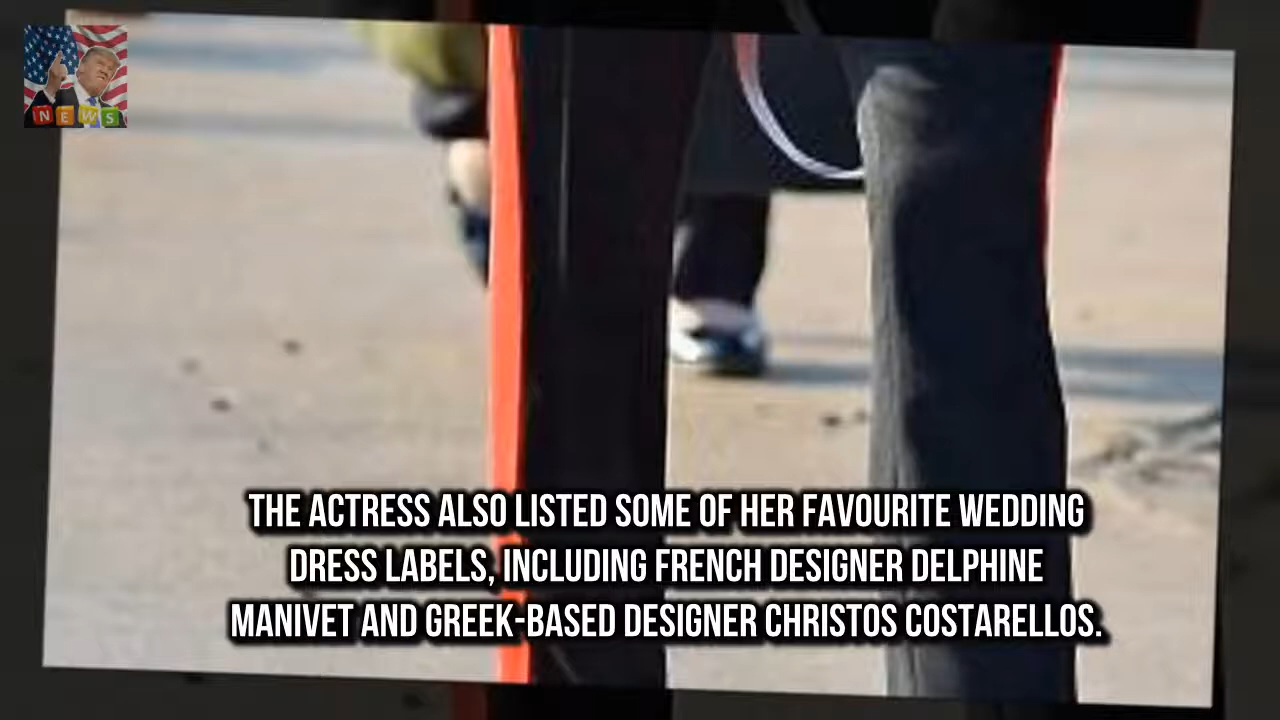 NEWS
THE ACTRESS ALSO LISTED SOME OF HER FAVOURITE WEDDING
DRESS LABELS, INCLUDING FRENCH DESIGNER DELPHINE
MANIVET AND GREEK-BASED DESIGNER CHRISTOS COSTARELLOS.